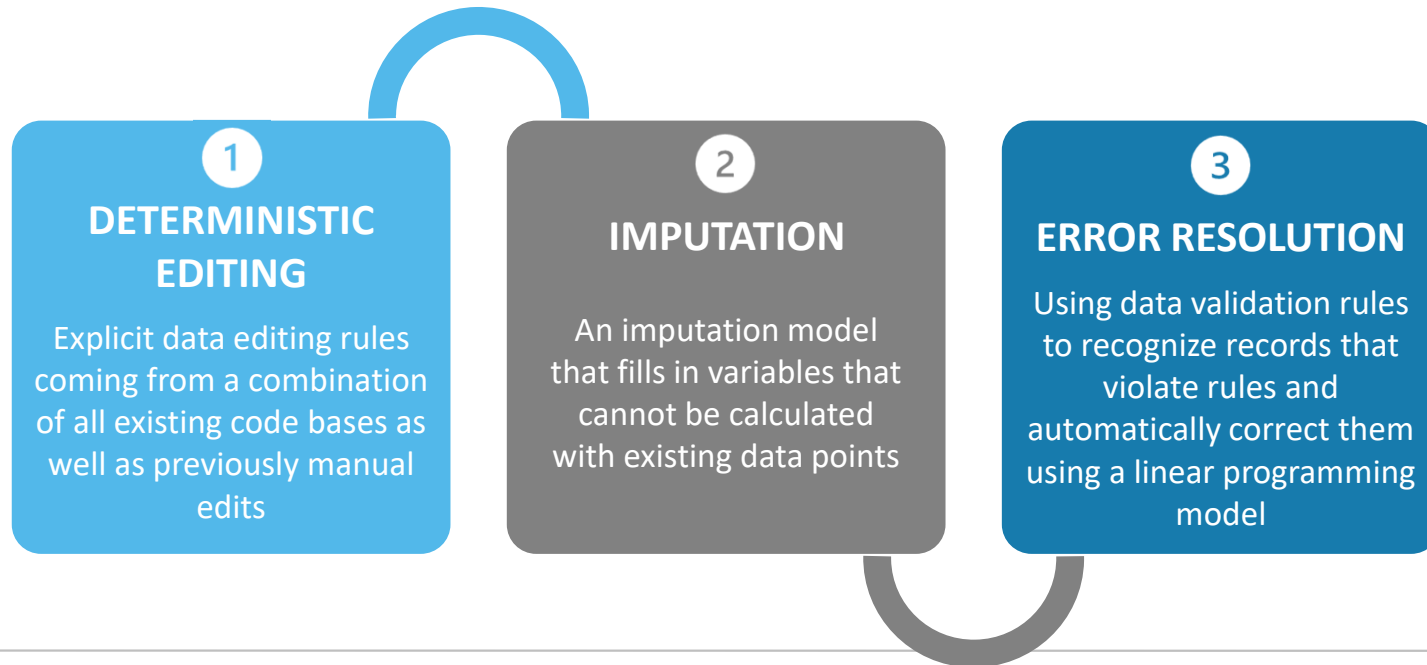 1
DETERMINISTIC
EDITING
Explicit data editing rules
coming from a combination
of all existing code bases as
well as previously manual
edits
2
IMPUTATION
An imputation model
that fills in variables that
cannot be calculated
with existing data points
3
ERROR RESOLUTION
Using data validation rules
to recognize records that
violate rules and
automatically correct them
using a linear programming
model